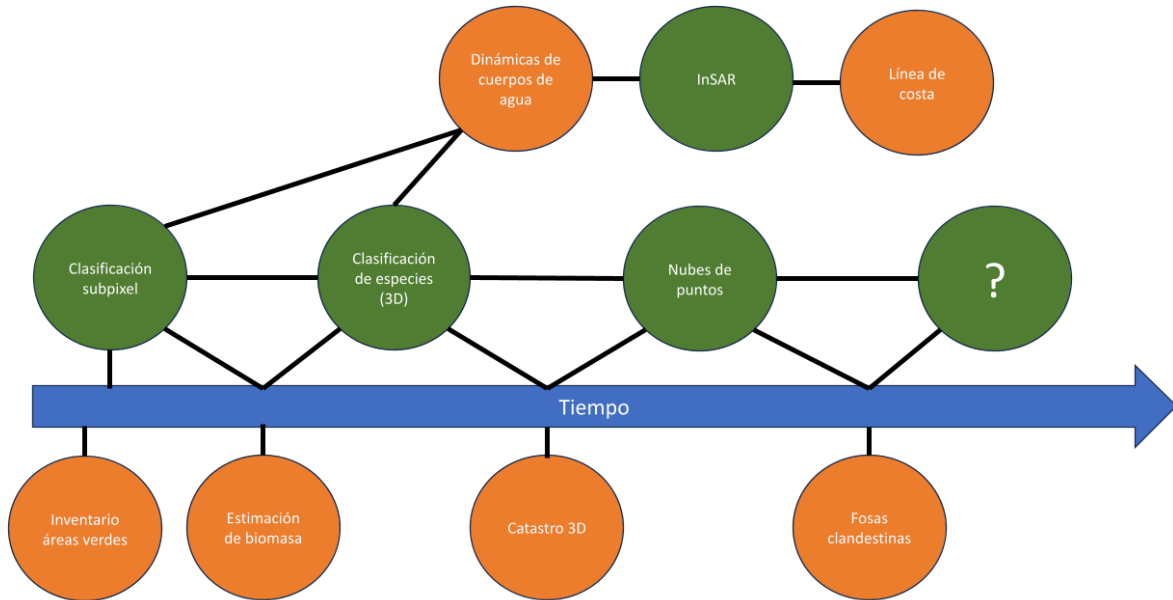 Dinámicas de
cuerpos de
agua
InSAR
Línea de
costa
Clasificación
subpixel
Clasificación
de especies
(3D)
Nubes de
puntos
?
Tiempo
Inventario
áreas verdes
Estimación
de biomasa
Catastro 3D
Fosas
clandestinas